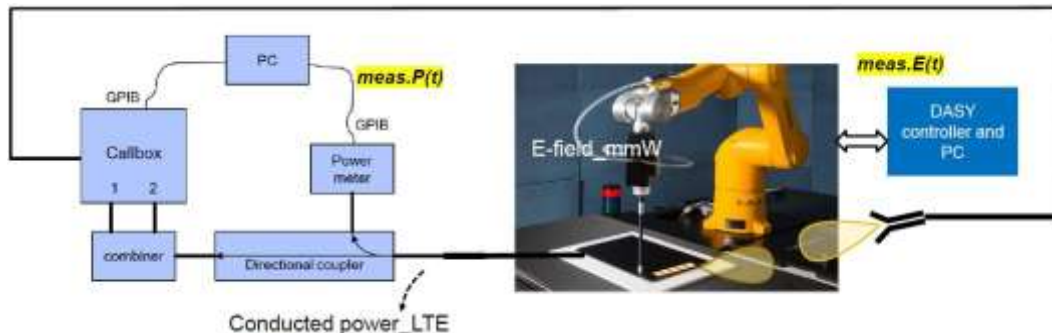 PC
meas.P(t)
meas.E(t)
GPIB
GPIB
Callbox
1 2
Power
meter
E-field_mmW
DASY
controller and
PC
combiner
Directional coupler
Conducted power_LTE